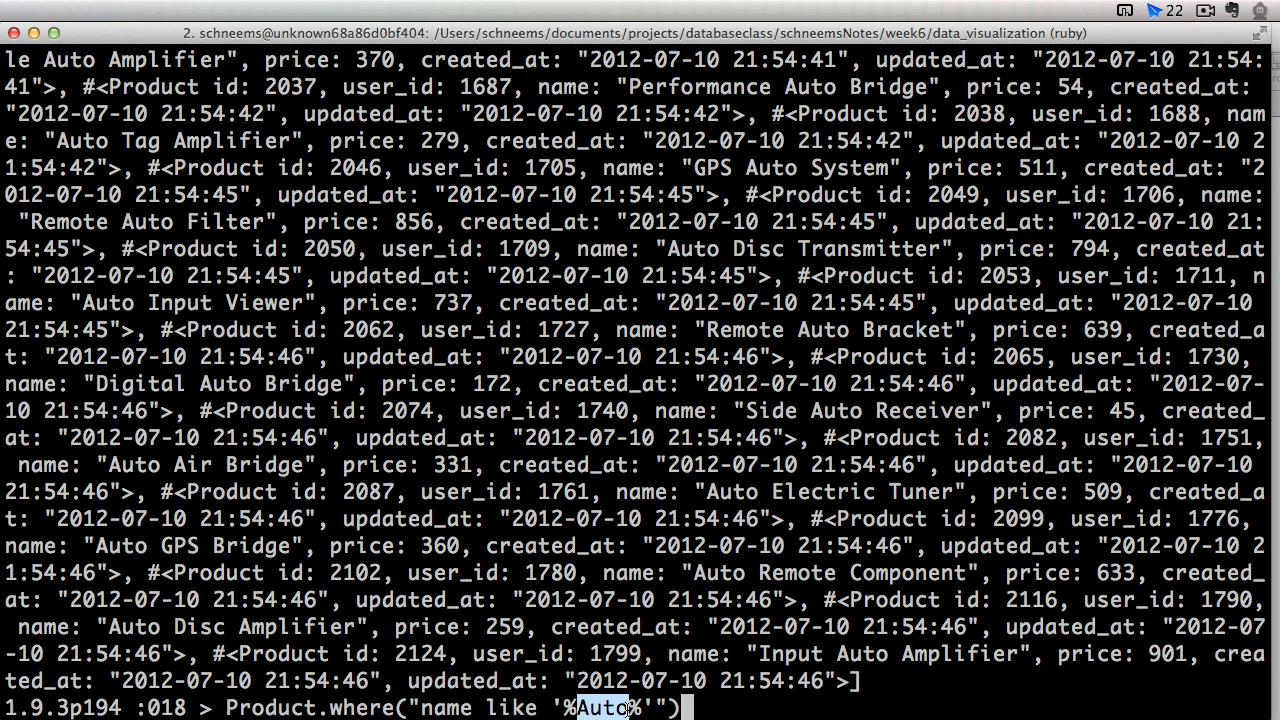 22
2. schneems@unknown68a86d0bf404: /Users/schneems/documents/projects/databaseclass/schneemsNotes/week6/data_visualization (ruby)
le Auto Amplifier", price: 370, created_at: "2012-07-10 21:54:41", updated_at: "2012-07-10 21:54:
41">, #<Product id: 2037, user_id: 1687, name: "Performance Auto Bridge", price: 54, created_at:
"2012-07-10 21:54:42", updated_at: "2012-07-10 21:54:42">, #<Product id: 2038, user_id: 1688, nam
e: "Auto Tag Amplifier", price: 279, created_at: "2012-07-10 21:54:42", updated_at: "2012-07-10 2
1:54:42">, #<Product id: 2046, user_id: 1705, name: "GPS Auto System", price: 511, created_at: "2
012-07-10 21:54:45", updated_at: "2012-07-10 21:54:45">, #<Product id: 2049, user_id: 1706, name:
 "Remote Auto Filter", price: 856, created_at: "2012-07-10 21:54:45", updated_at: "2012-07-10 21:
54:45">, #<Product id: 2050, user_id: 1709, name: "Auto Disc Transmitter", price: 794, created_at
: "2012-07-10 21:54:45", updated_at: "2012-07-10 21:54:45">, #<Product id: 2053, user_id: 1711, n
ame: "Auto Input Viewer", price: 737, created_at: "2012-07-10 21:54:45", updated_at: "2012-07-10
21:54:45">, #<Product id: 2062, user_id: 1727, name: "Remote Auto Bracket", price: 639, created_a
t: "2012-07-10 21:54:46", updated_at: "2012-07-10 21:54:46">, #<Product id: 2065, user_id: 1730,
name: "Digital Auto Bridge", price: 172, created_at: "2012-07-10 21:54:46", updated_at: "2012-07-
10 21:54:46">, #<Product id: 2074, user_id: 1740, name: "Side Auto Receiver", price: 45, created_
at: "2012-07-10 21:54:46", updated_at: "2012-07-10 21:54:46">, #<Product id: 2082, user_id: 1751,
 name: "Auto Air Bridge", price: 331, created_at: "2012-07-10 21:54:46", updated_at: "2012-07-10
21:54:46">, #<Product id: 2087, user_id: 1761, name: "Auto Electric Tuner", price: 509, created_a
t: "2012-07-10 21:54:46", updated_at: "2012-07-10 21:54:46">, #<Product id: 2099, user_id: 1776,
name: "Auto GPS Bridge", price: 360, created_at: "2012-07-10 21:54:46", updated_at: "2012-07-10 2
1:54:46">, #<Product id: 2102, user_id: 1780, name: "Auto Remote Component", price: 633, created_
at: "2012-07-10 21:54:46", updated_at: "2012-07-10 21:54:46">, #<Product id: 2116, user_id: 1790,
 name: "Auto Disc Amplifier", price: 259, created_at: "2012-07-10 21:54:46", updated_at: "2012-07
-10 21:54:46">, #<Product id: 2124, user_id: 1799, name: "Input Auto Amplifier", price: 901, crea
ted_at: "2012-07-10 21:54:46", updated_at: "2012-07-10 21:54:46">]
1.9.3p194 :018 > Product.where("name like '%Auto%'")